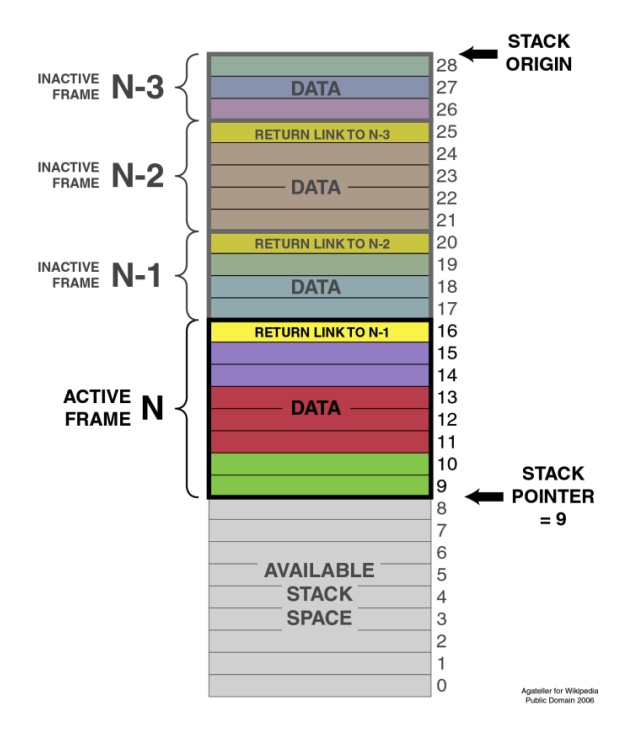 STACK
ORIGIN
28
INACTIVE
FRAME N-3
DATA
27
26
RETURN LINK TO N-3
25
24
INACTIVE
FRAME N-2
DATA
23
22
21
RETURN LINK TO N-2
20
19
INACTIVE
FRAME N-1
DATA
18
17
RETURN LINK TO N-1
16
15
14
ACTIVE
FRAME N
DATA
13
12
11
10
9
STACK
POINTER
= 9
8
7
6
AVAILABLE
STACK
SPACE
5
4
3
2
1
0
Agateller for Wikipedia
Public Domain 2006